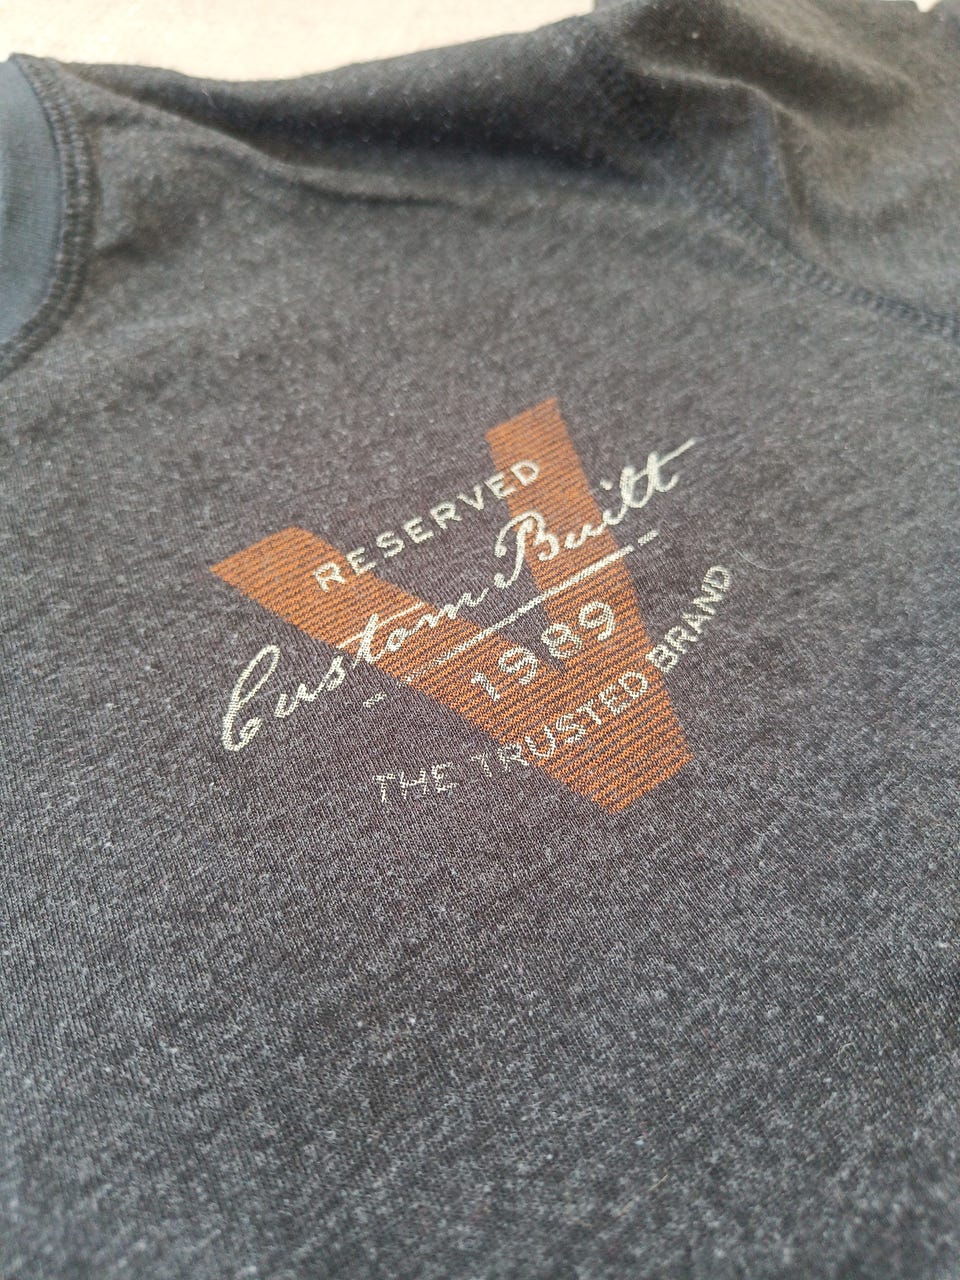 V
RESERVED
Custom Built
1989
THE TRUSTED BRAND